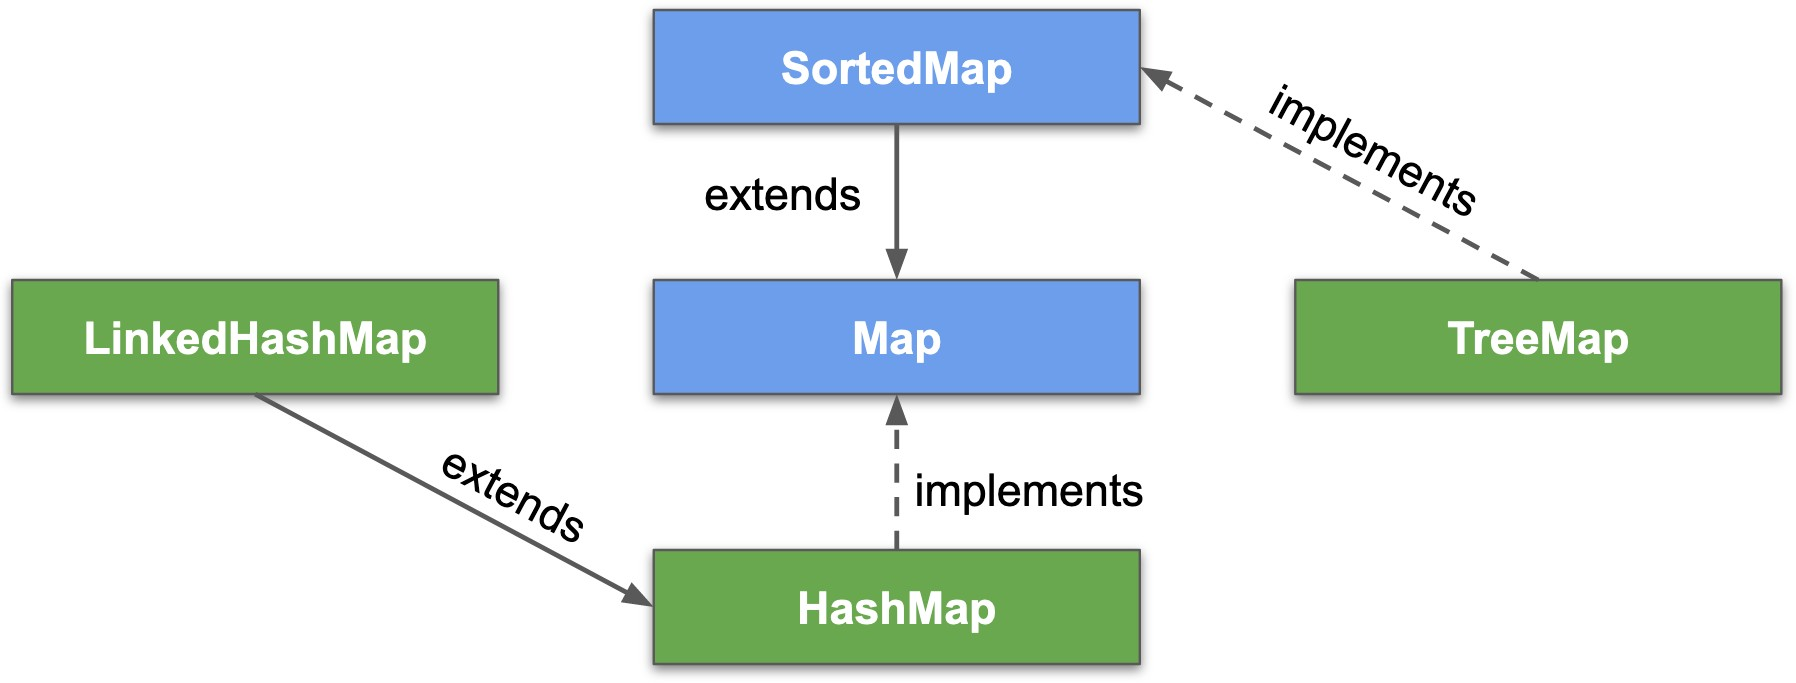 SortedMap
implements
extends
LinkedHashMap
Map
TreeMap
extends
implements
HashMap